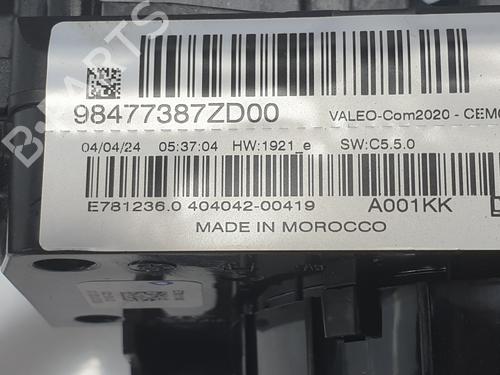 98477387ZD00 VALEO-Com2020 - CEM
04/04/24 05:37:04 HW:1921_e SW:C5.5.0
E781236.0 404042-00419 A001KK
MADE IN MOROCCO
B-PARTS